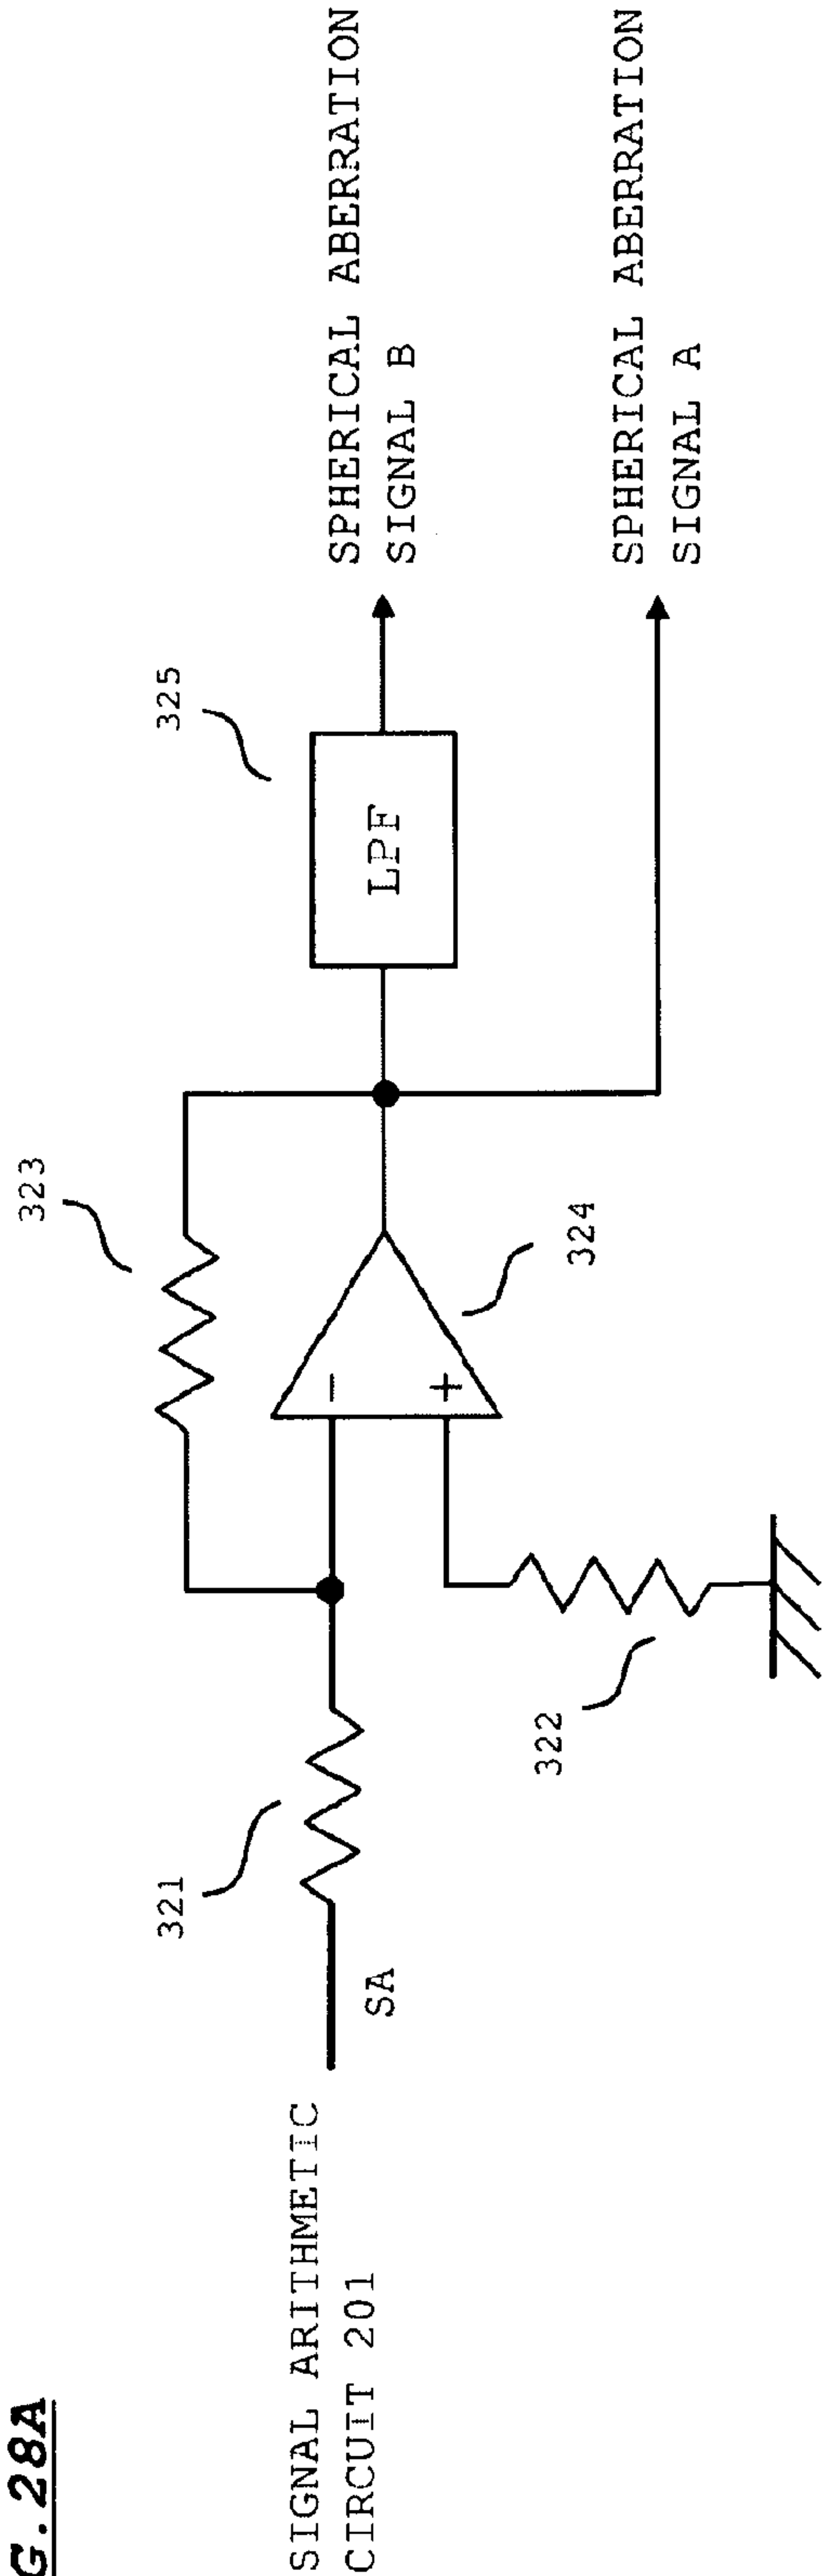 G.28A
SIGNAL ARITHMETIC
CIRCUIT 201
SA
321
322
323
324
-
+
325
LPF
SPHERICAL ABERRATION
SIGNAL B
SPHERICAL ABERRATION
SIGNAL A